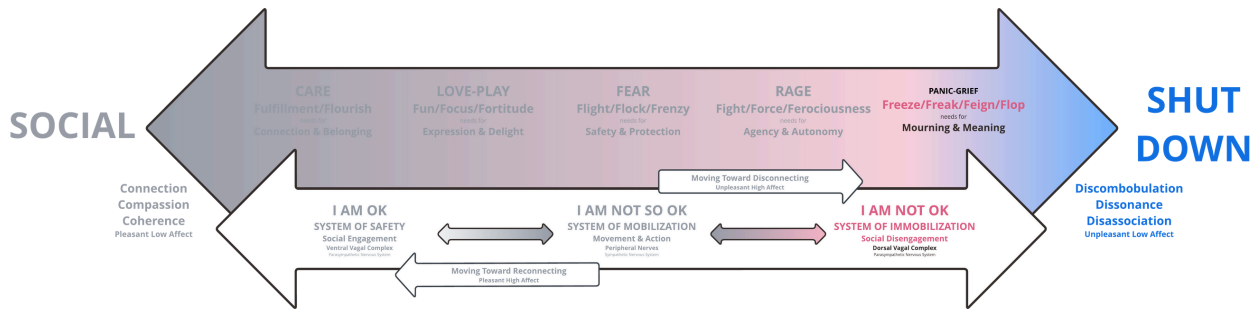 SOCIAL
Connection
Compassion
Coherence
Pleasant Low Affect
CARE
Fulfillment/Flourish
needs for
Connection & Belonging
LOVE-PLAY
Fun/Focus/Fortitude
needs for
Expression & Delight
FEAR
Flight/Flock/Frenzy
needs for
Safety & Protection
RAGE
Fight/Force/Ferociousness
needs for
Agency & Autonomy
PANIC-GRIEF
Freeze/Freak/Feign/Flop
needs for
Mourning & Meaning
Moving Toward Disconnecting
Unpleasant High Affect
I AM OK
SYSTEM OF SAFETY
Social Engagement
Ventral Vagal Complex
Parasympathetic Nervous System
I AM NOT SO OK
SYSTEM OF MOBILIZATION
Movement & Action
Peripheral Nerves
Sympathetic Nervous System
I AM NOT OK
SYSTEM OF IMMOBILIZATION
Social Disengagement
Dorsal Vagal Complex
Parasympathetic Nervous System
Moving Toward Reconnecting
Pleasant High Affect
SHUT
DOWN
Discombobulation
Dissonance
Disassociation
Unpleasant Low Affect